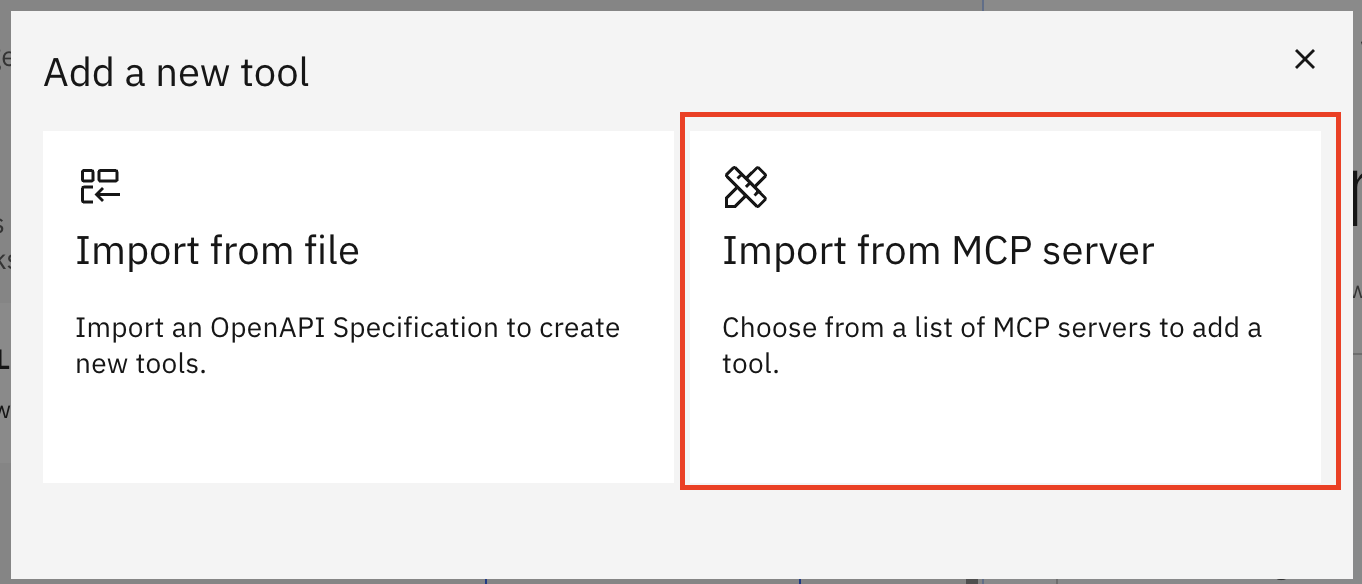 Add a new tool
Import from file
Import an OpenAPI Specification to create
new tools.
Import from MCP server
Choose from a list of MCP servers to add a
tool.